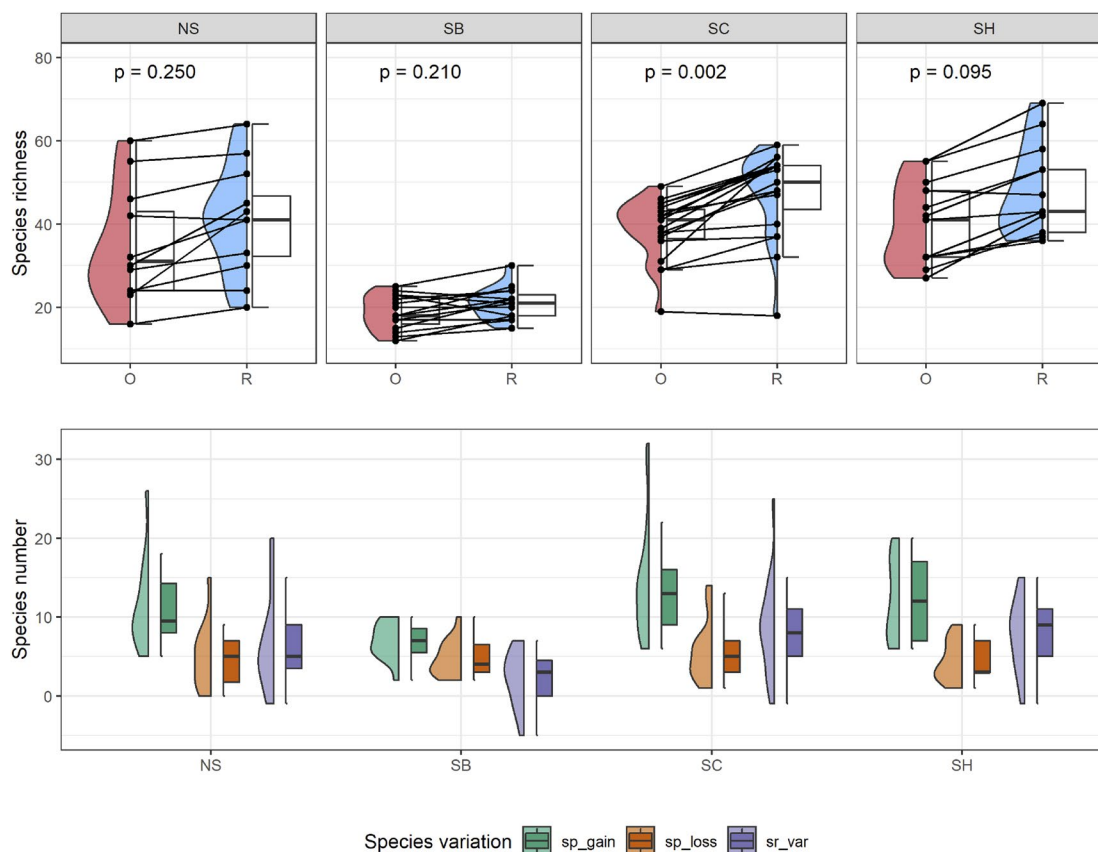 NS SB SC SH
Species richness
80
60
40
20
p = 0.250 p = 0.210 p = 0.002 p = 0.095
O R O R O R O R
Species number
30
20
10
0
NS SB SC SH
Species variation sp_gain sp_loss sr_var